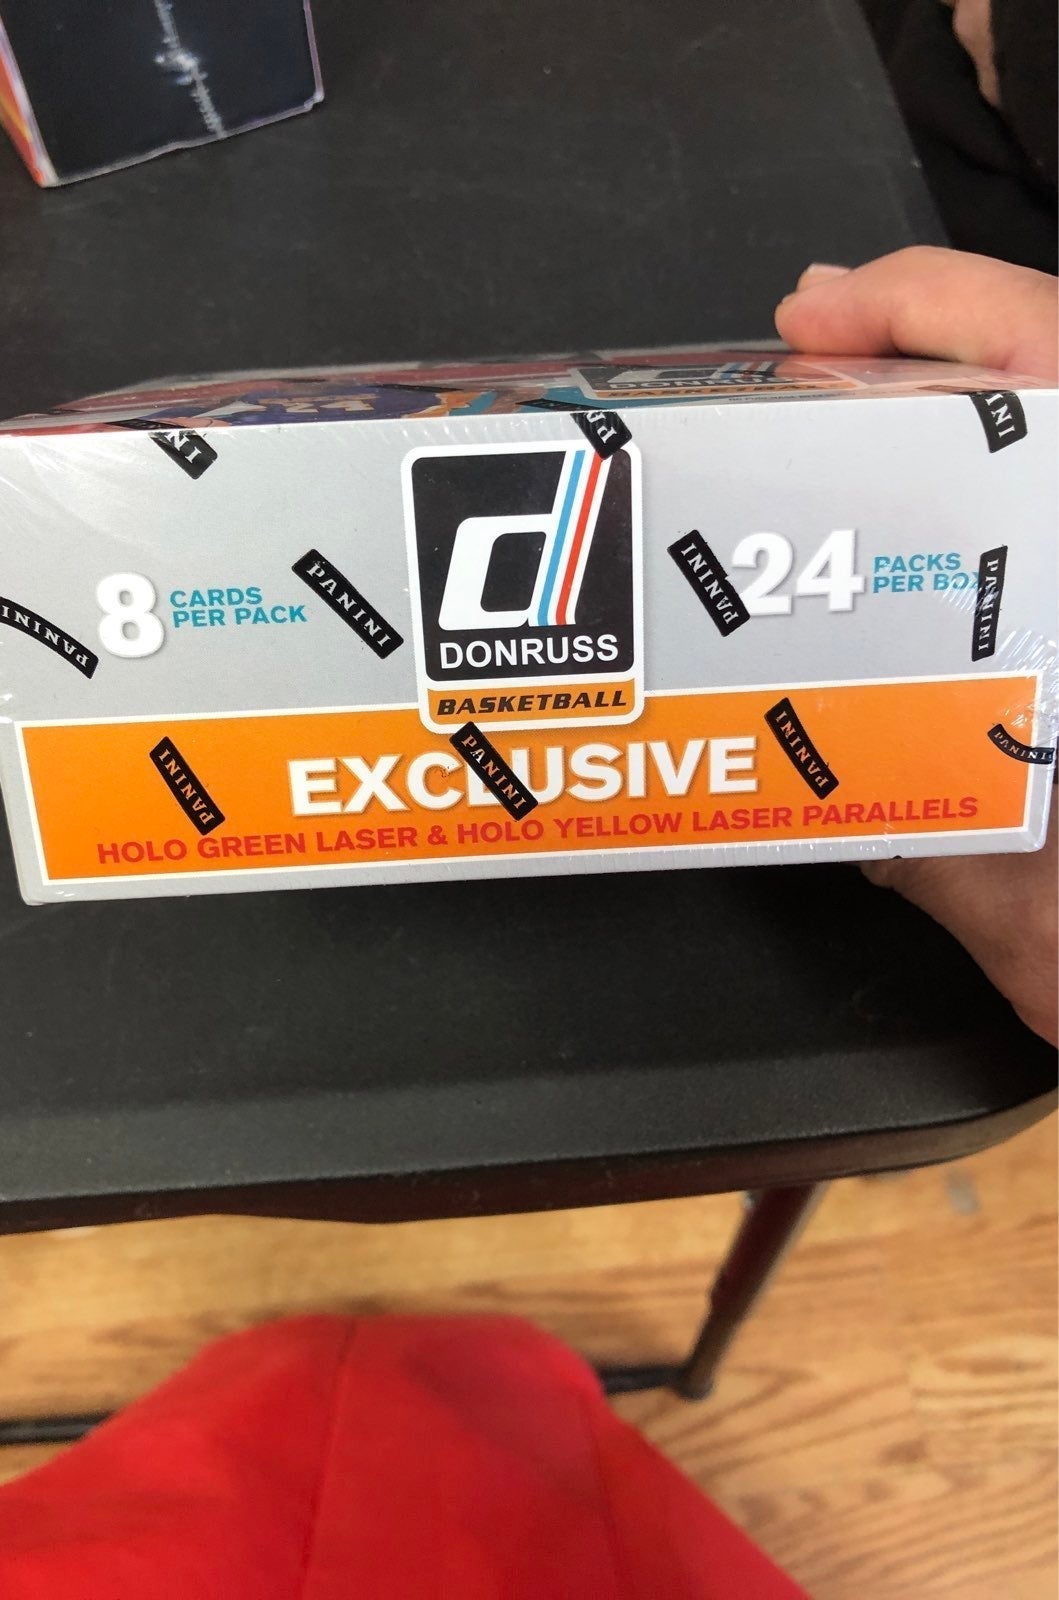 DONRUSS
PANINI
8 CARDS
PER PACK
PANINI
d
DONRUSS
BASKETBALL
PANINI
24 PACKS
PER BOX
PANINI
EXCLUSIVE
PANINI
PANINI
PANINI
PANINI
HOLO GREEN LASER & HOLO YELLOW LASER PARALLELS